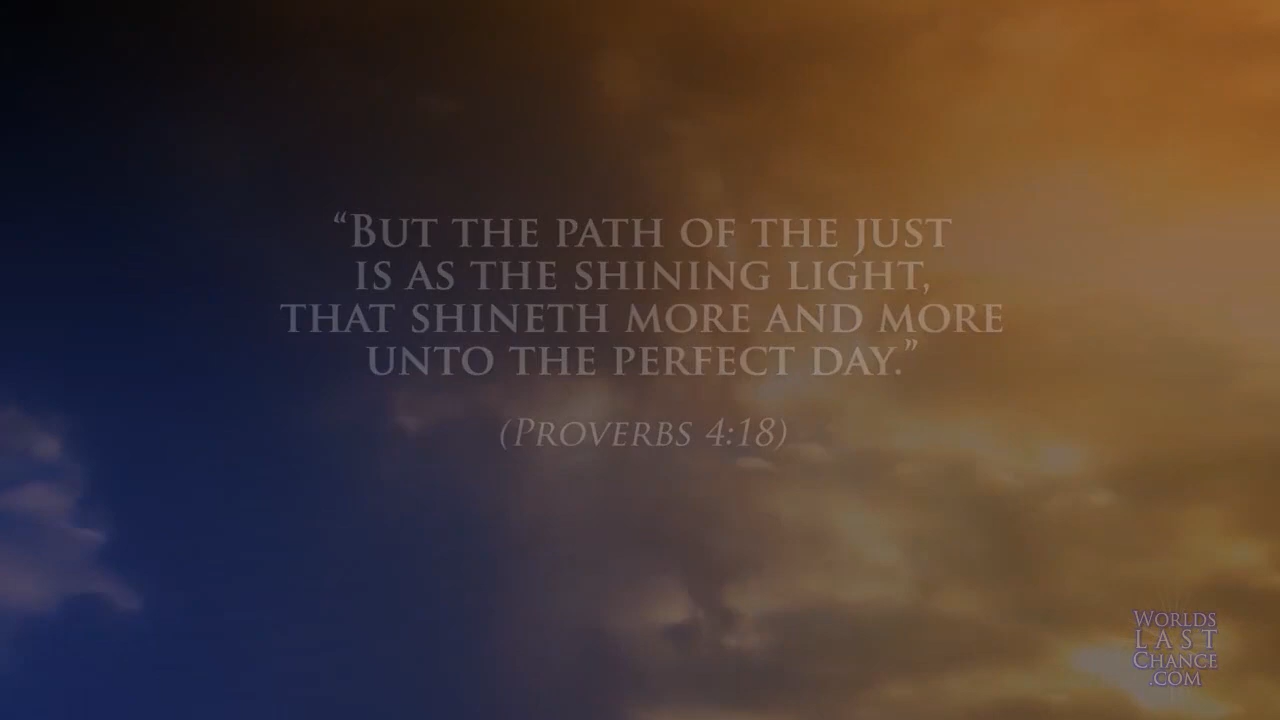 “But the path of the just
is as the shining light,
that shineth more and more
unto the perfect day.”
(Proverbs 4:18)
Worlds
Last
Chance
.com